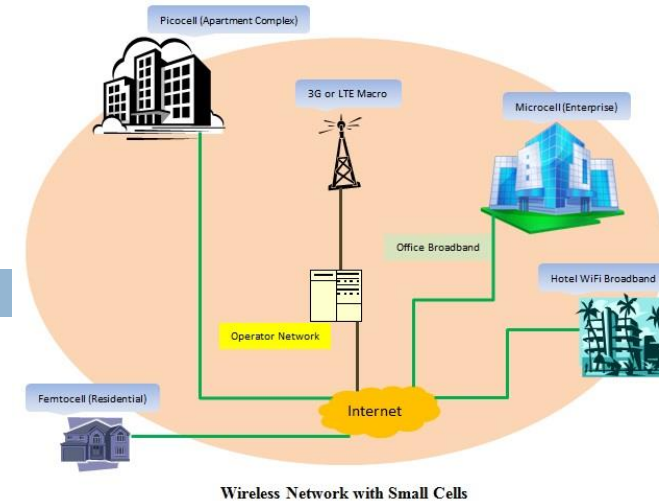 Picocell (Apartment Complex)
3G or LTE Macro
Microcell (Enterprise)
Office Broadband
Hotel WiFi Broadband
Operator Network
Femtocell (Residential)
Internet
Wireless Network with Small Cells